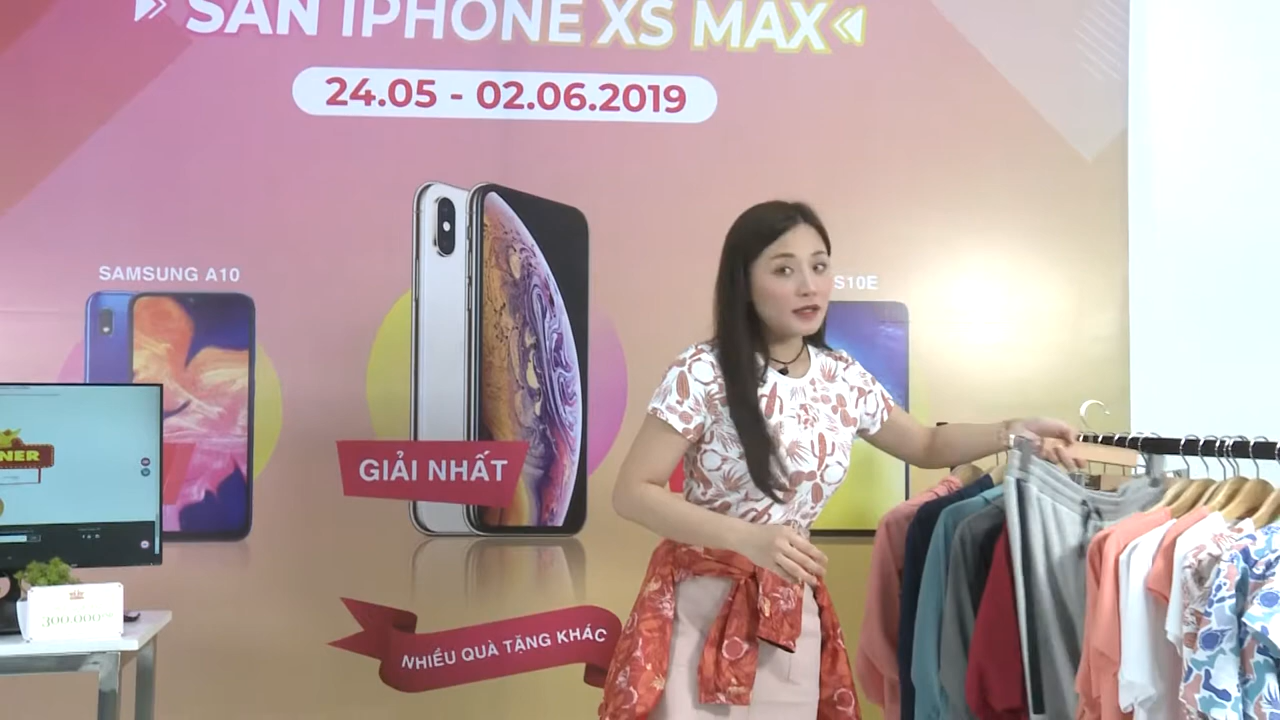 SĂN IPHONE XS MAX
24.05 - 02.06.2019
SAMSUNG A10
S10E
GIẢI NHẤT
NER
300.000
NHIỀU QUÀ TẶNG KHÁC